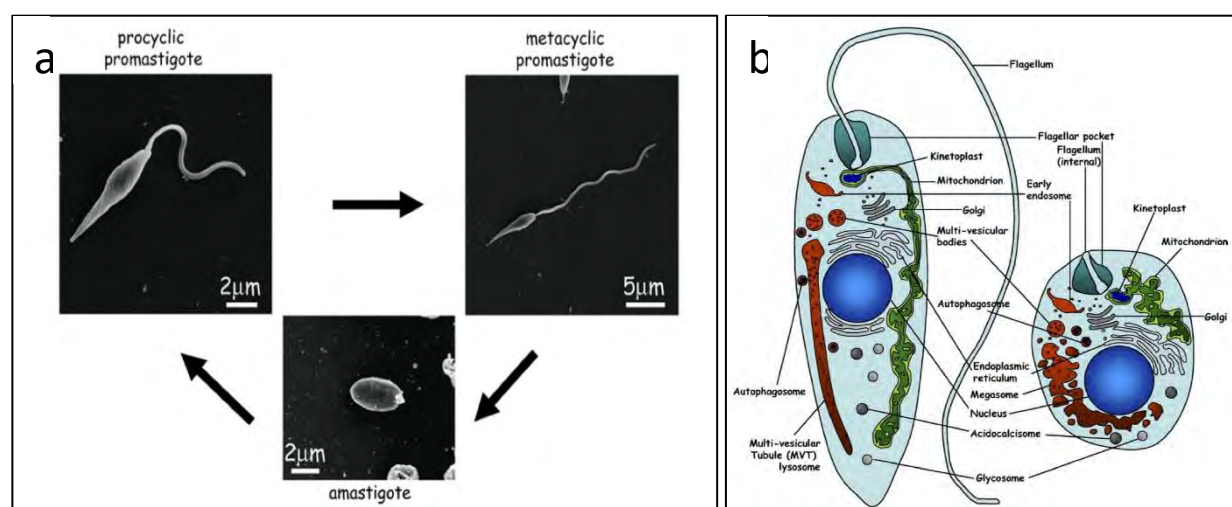 a
procyclic
promastigote
metacyclic
promastigote
2μm
5μm
2μm
amastigote
b
Flagellum
Flagellar pocket
Flagellum
(internal)
Kinetoplast
Mitochondrion
Early
endosome
Golgi
Kinetoplast
Multi-vesicular
bodies
Mitochondrion
Autophagosome
Golgi
Endoplasmic
reticulum
Autophagosome
Megasome
Nucleus
Acidocalcisome
Multi-vesicular
Tubule (MVT)
lysosome
Glycosome